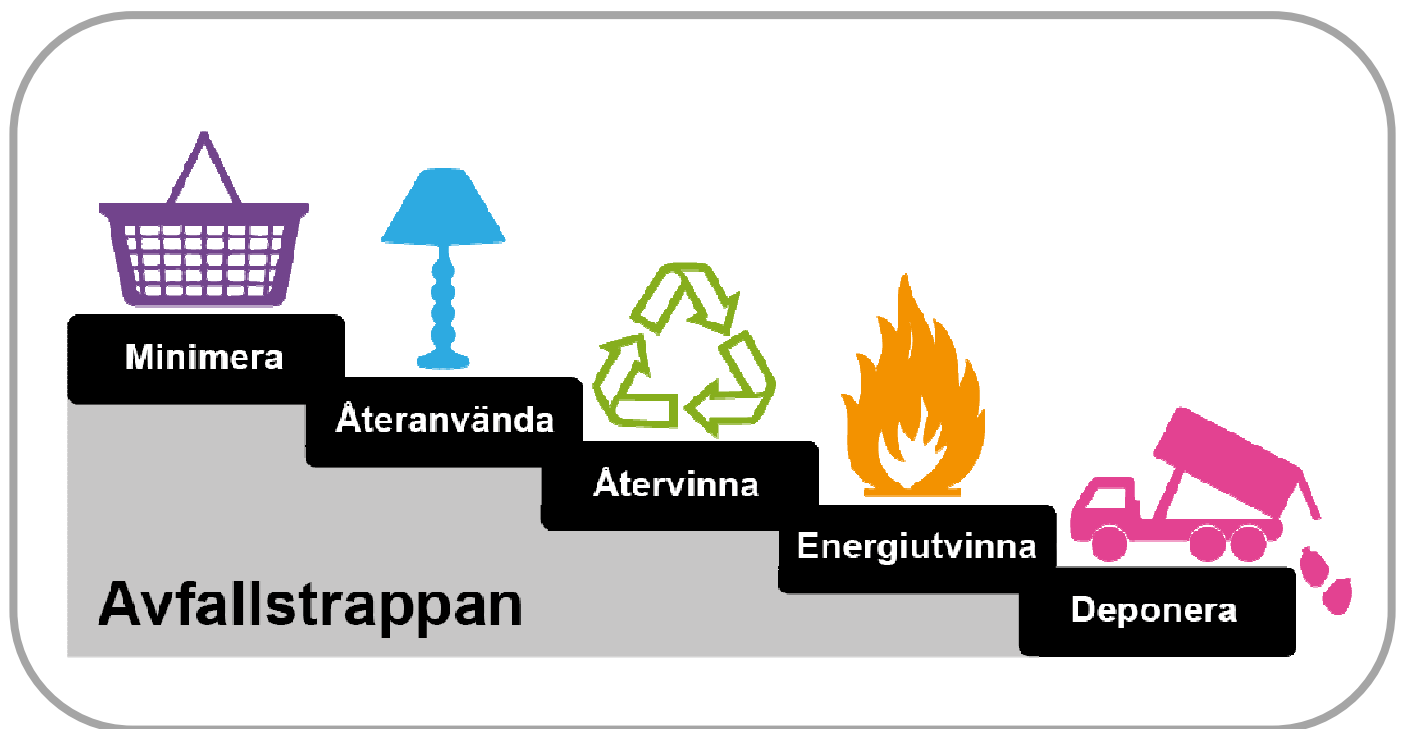 Minimera
Återanvända
Återvinna
Energiutvinna
Deponera
Avfallstrappan